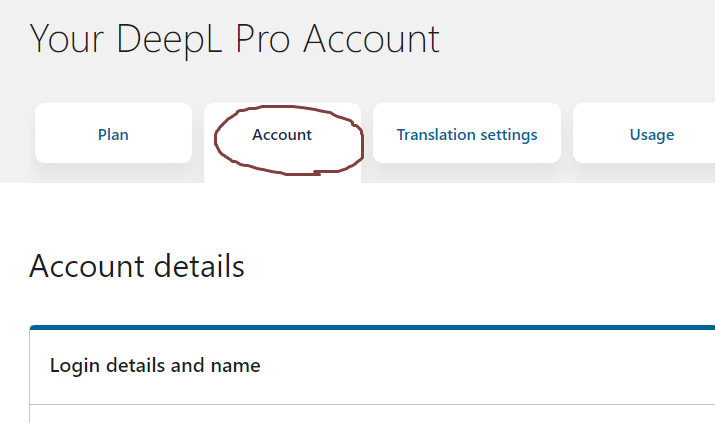 Your DeepL Pro Account
Plan Account Translation settings Usage
Account details
Login details and name